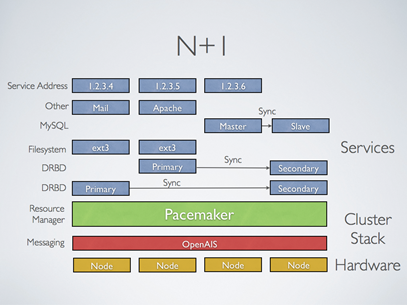 N+1
Service Address 1.2.3.4 1.2.3.5 1.2.3.6
Other Mail Apache
Sync
MySQL Master Slave
Services
Filesystem ext3 ext3
Sync
DRBD Primary Secondary
Sync
DRBD Primary Secondary
Resource Manager Pacemaker
Cluster Stack
Messaging OpenAIS
Node Node Node Node Hardware